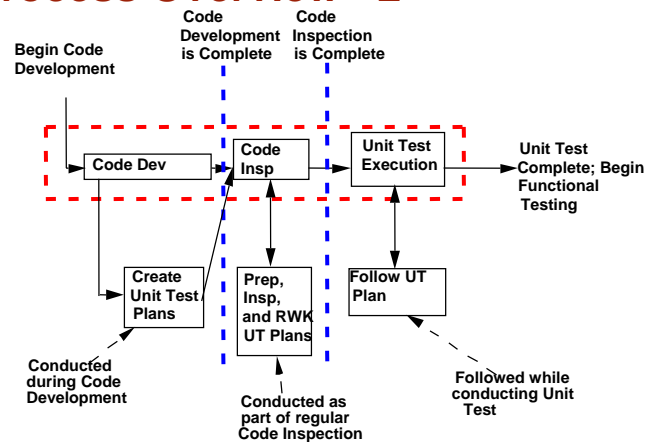 Code
Development
is Complete
Code
Inspection
is Complete
Begin Code
Development
Code Dev
Code
Insp
Unit Test
Execution
Unit Test
Complete; Begin
Functional
Testing
Create
Unit Test
Plans
Prep,
Insp,
and RWK
UT Plans
Follow UT
Plan
Conducted
during Code
Development
Conducted as
part of regular
Code Inspection
Followed while
conducting Unit
Test